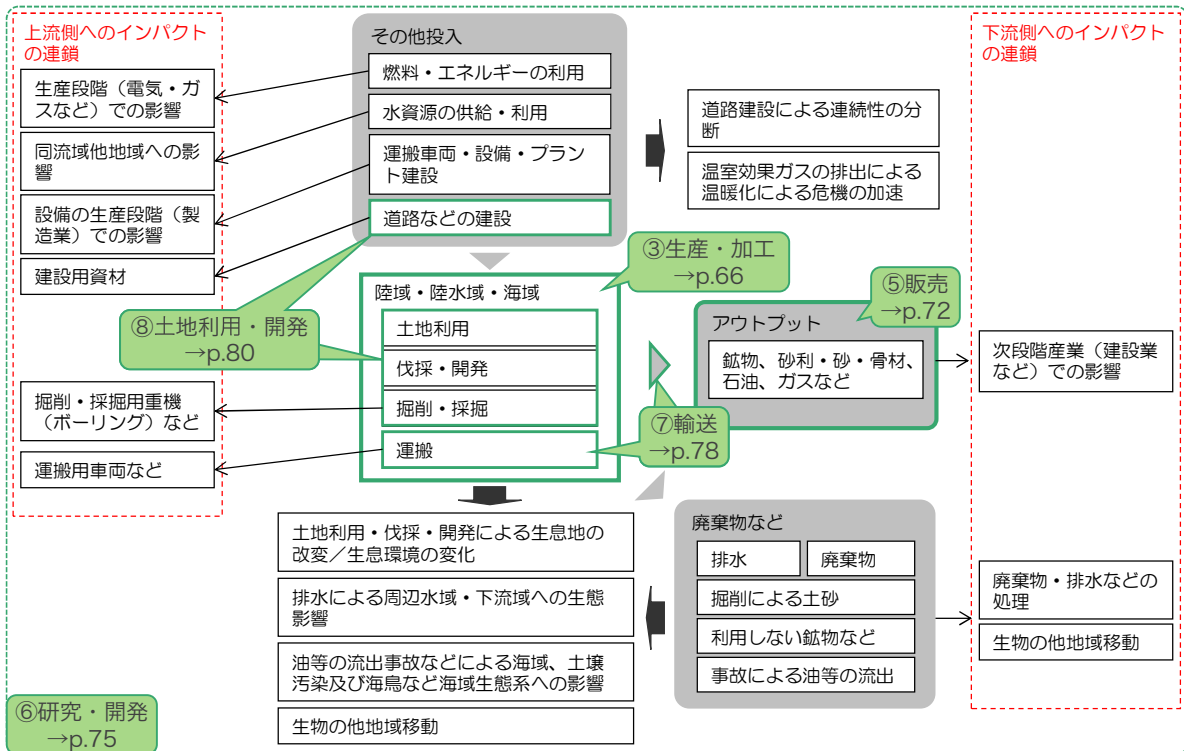 上流側へのインパクト
の連鎖
生産段階（電気・ガ
スなど）での影響
同流域他地域への影
響
設備の生産段階（製
造業）での影響
建設用資材
掘削・採掘用重機
（ボーリング）など
運搬用車両など
その他投入
燃料・エネルギーの利用
水資源の供給・利用
運搬車両・設備・プラン
ト建設
道路などの建設
道路建設による連続性の分
断
温室効果ガスの排出による
温暖化による危機の加速
③生産・加工
→p.66
⑧土地利用・開発
→p.80
陸域・陸水域・海域
土地利用
伐採・開発
掘削・採掘
運搬
⑦輸送
→p.78
⑤販売
→p.72
アウトプット
鉱物、砂利・砂・骨材、
石油、ガスなど
下流側へのインパクト
の連鎖
次段階産業（建設業
など）での影響
廃棄物・排水などの
処理
生物の他地域移動
土地利用・伐採・開発による生息地の
改変／生息環境の変化
排水による周辺水域・下流域への生態
影響
油等の流出事故などによる海域、土壌
汚染及び海鳥など海域生態系への影響
生物の他地域移動
廃棄物など
排水
廃棄物
掘削による土砂
利用しない鉱物など
事故による油等の流出
⑥研究・開発
→p.75